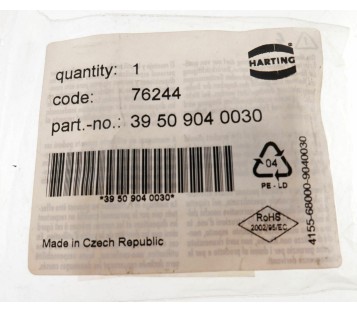 HARTING
quantity: 1
code: 76244
part.-no.: 39 50 904 0030
*39 50 904 0030*
04
PE-LD
RoHS
2002/95/EC
Made in Czech Republic
4155-68000-9040030